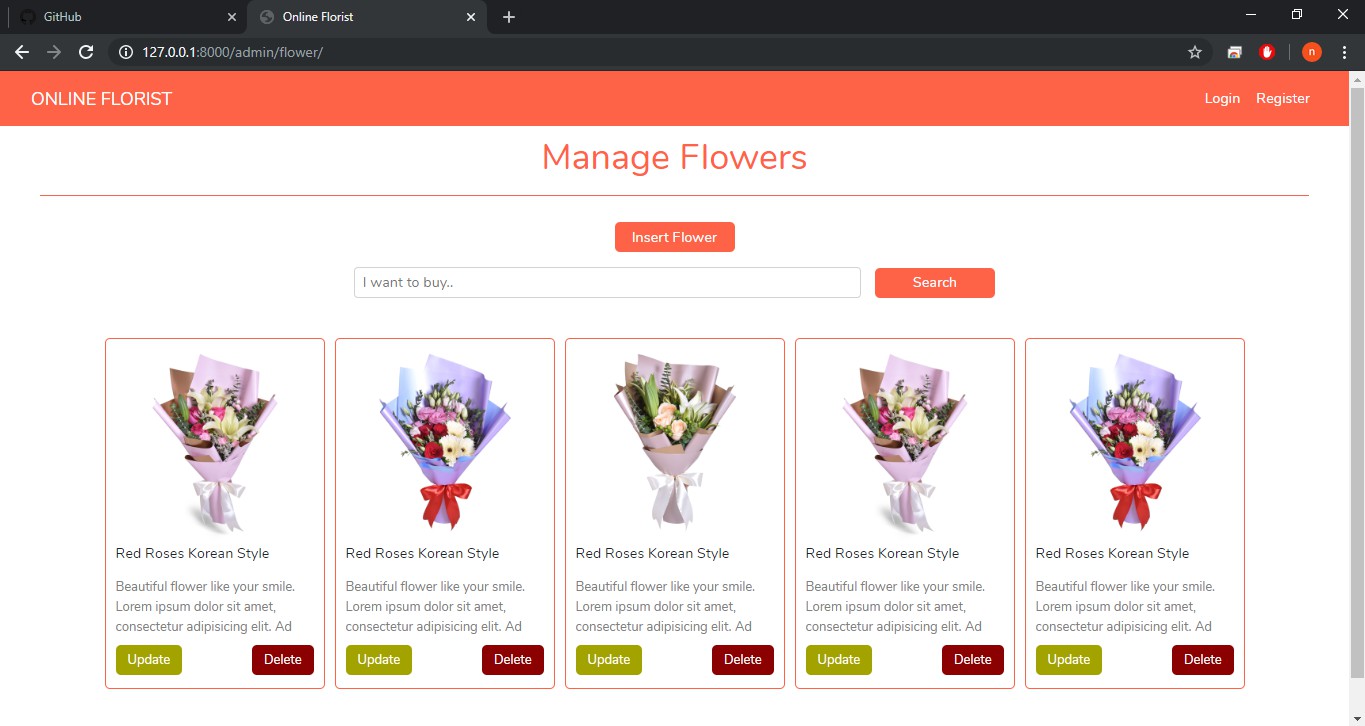 GitHub
Online Florist
127.0.0.1:8000/admin/flower/
n
ONLINE FLORIST
Login Register
Manage Flowers
Insert Flower
I want to buy..
Search
Red Roses Korean Style
Beautiful flower like your smile.
Lorem ipsum dolor sit amet,
consectetur adipisicing elit. Ad
Update Delete
Red Roses Korean Style
Beautiful flower like your smile.
Lorem ipsum dolor sit amet,
consectetur adipisicing elit. Ad
Update Delete
Red Roses Korean Style
Beautiful flower like your smile.
Lorem ipsum dolor sit amet,
consectetur adipisicing elit. Ad
Update Delete
Red Roses Korean Style
Beautiful flower like your smile.
Lorem ipsum dolor sit amet,
consectetur adipisicing elit. Ad
Update Delete
Red Roses Korean Style
Beautiful flower like your smile.
Lorem ipsum dolor sit amet,
consectetur adipisicing elit. Ad
Update Delete